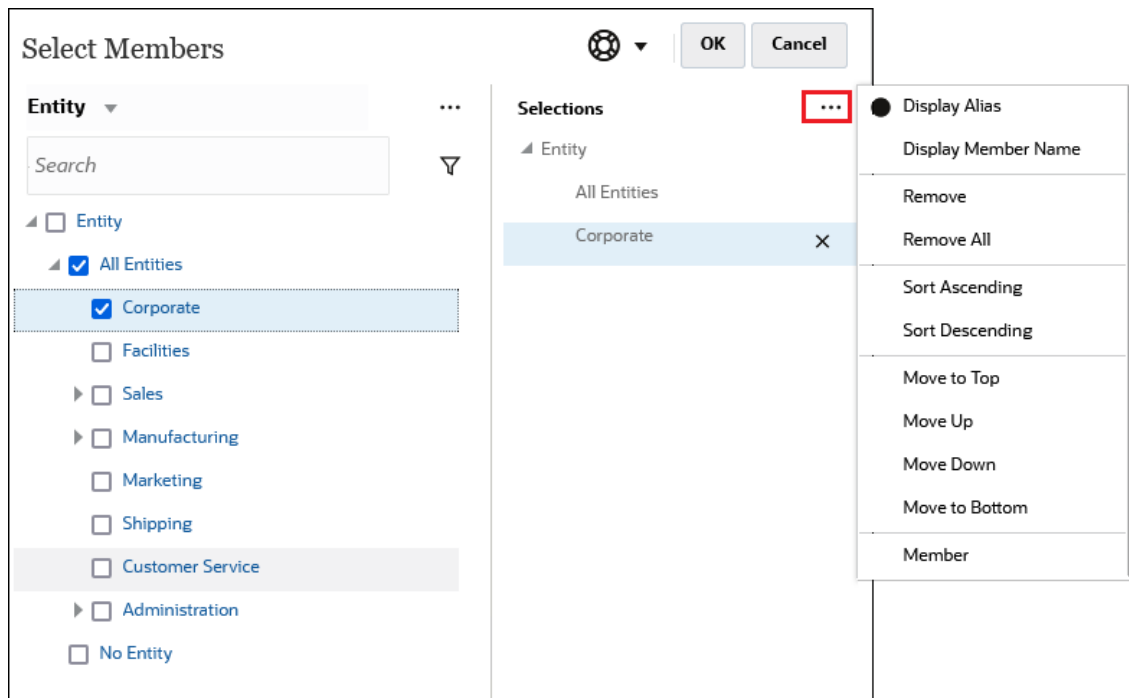 Select Members
OK
Cancel
Entity
...
Search
Entity
All Entities
Corporate
Facilities
Sales
Manufacturing
Marketing
Shipping
Customer Service
Administration
No Entity
Selections
...
Entity
All Entities
Corporate
Display Alias
Display Member Name
Remove
Remove All
Sort Ascending
Sort Descending
Move to Top
Move Up
Move Down
Move to Bottom
Member